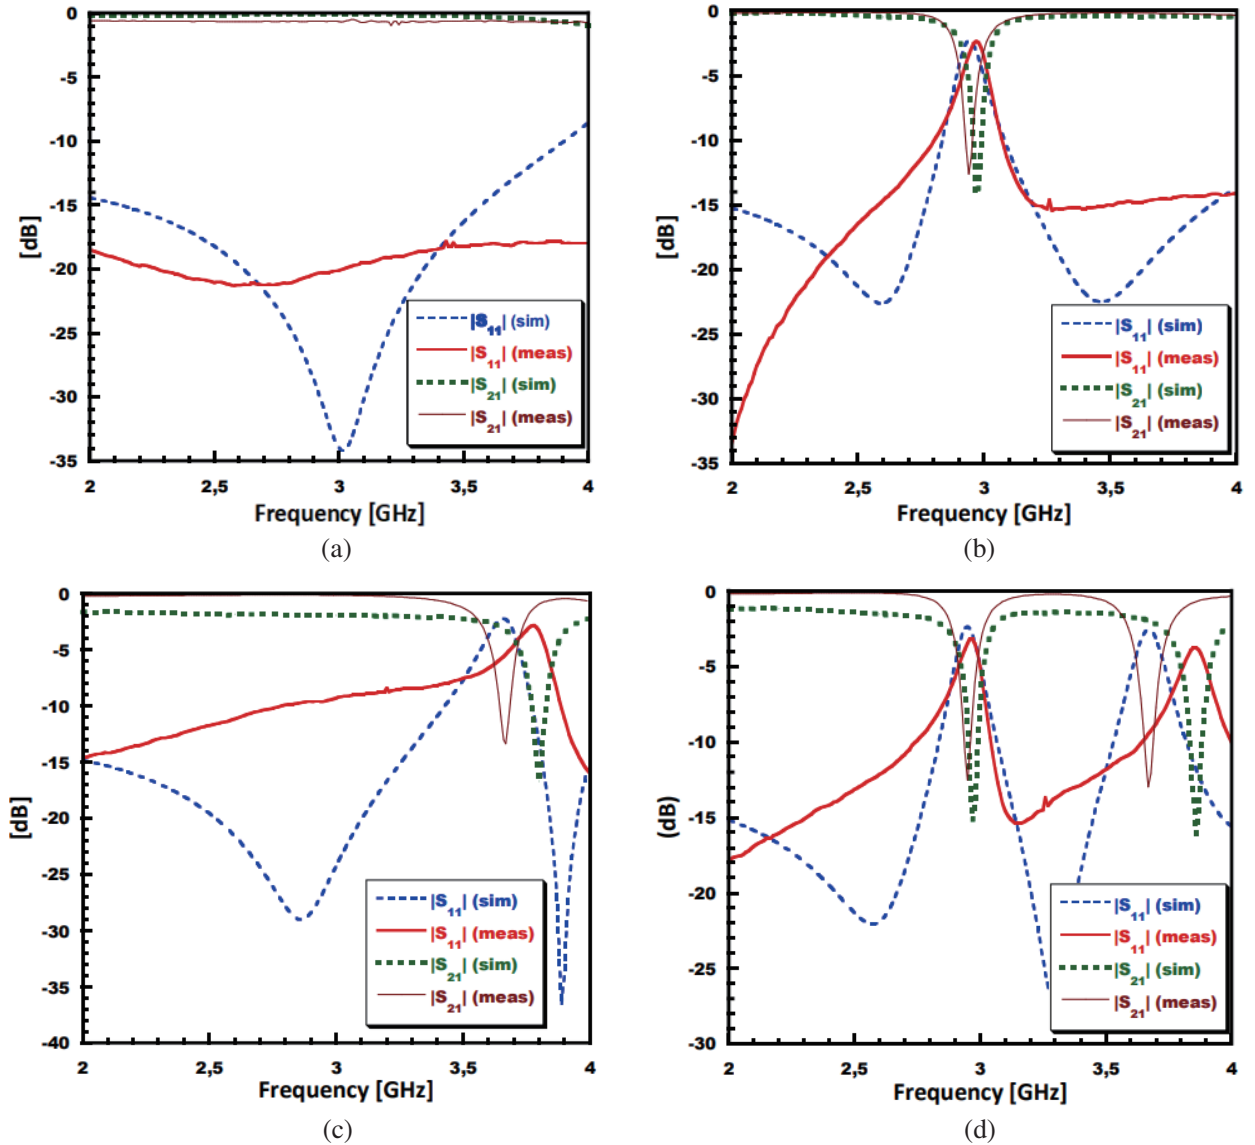 0
-5
-10
-15
-20
-25
-30
-35
[dB]
2
2,5
3
3,5
4
Frequency [GHz]
|S11| (sim)
|S11| (meas)
|S21| (sim)
|S21| (meas)
(a)
0
-5
-10
-15
-20
-25
-30
-35
[dB]
2
2,5
3
3,5
4
Frequency [GHz]
|S11| (sim)
|S11| (meas)
|S21| (sim)
|S21| (meas)
(b)
0
-5
-10
-15
-20
-25
-30
-35
-40
[dB]
2
2,5
3
3,5
4
Frequency [GHz]
|S11| (sim)
|S11| (meas)
|S21| (sim)
|S21| (meas)
(c)
0
-5
-10
-15
-20
-25
-30
(dB)
2
2,5
3
3,5
4
Frequency [GHz]
|S11| (sim)
|S11| (meas)
|S21| (sim)
|S21| (meas)
(d)